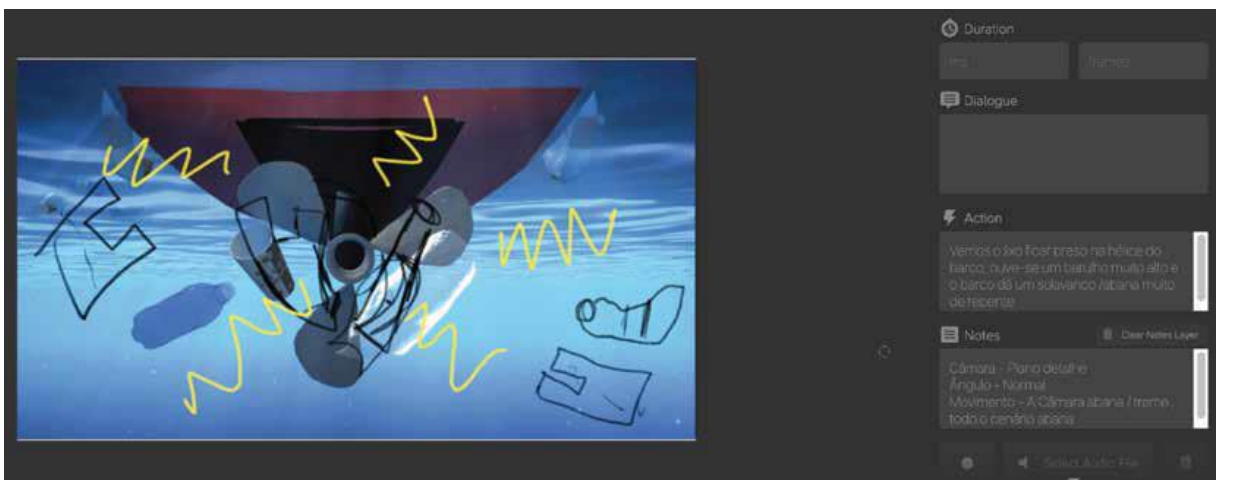 Duration
ms
frames
Dialogue
Action
Vemos o lixo ficar preso na hélice do
barco, ouve-se um barulho muito alto e
o barco dá um solavanco /abana muito
de repente
Notes
Clear Notes Layer
Câmara - Plano detalhe
Ângulo - Normal
Movimento - A Câmara abana / treme ,
todo o cenário abana
Select Audio File